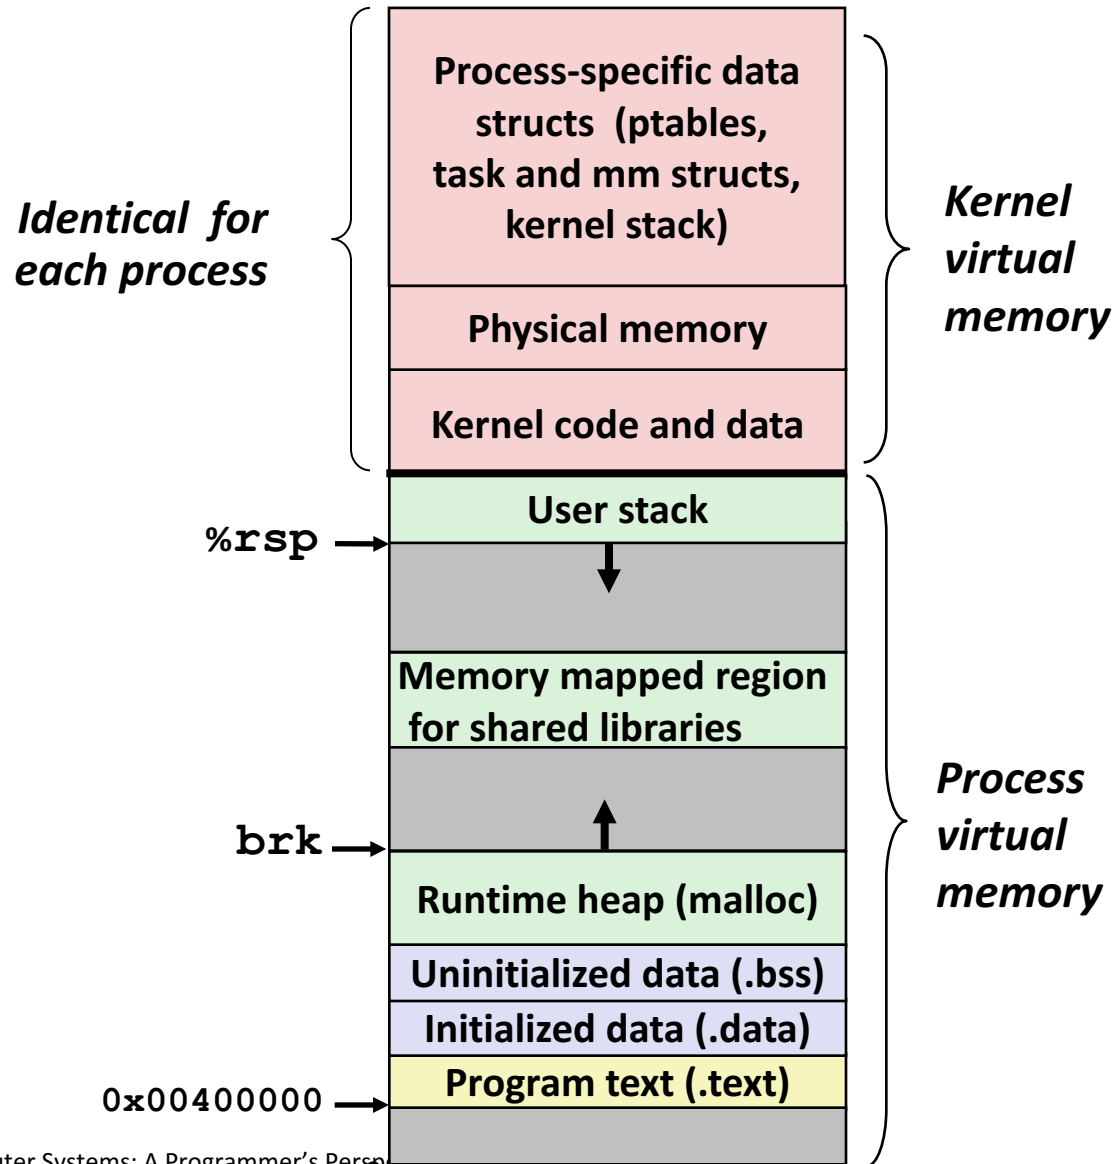 Process-specific data
structs (ptables,
task and mm structs,
kernel stack)
Identical for
each process
Kernel
virtual
memory
Physical memory
Kernel code and data
User stack
%rsp
Memory mapped region
for shared libraries
Process
virtual
memory
brk
Runtime heap (malloc)
Uninitialized data (.bss)
Initialized data (.data)
Program text (.text)
0x00400000
Systems: A Programmer's